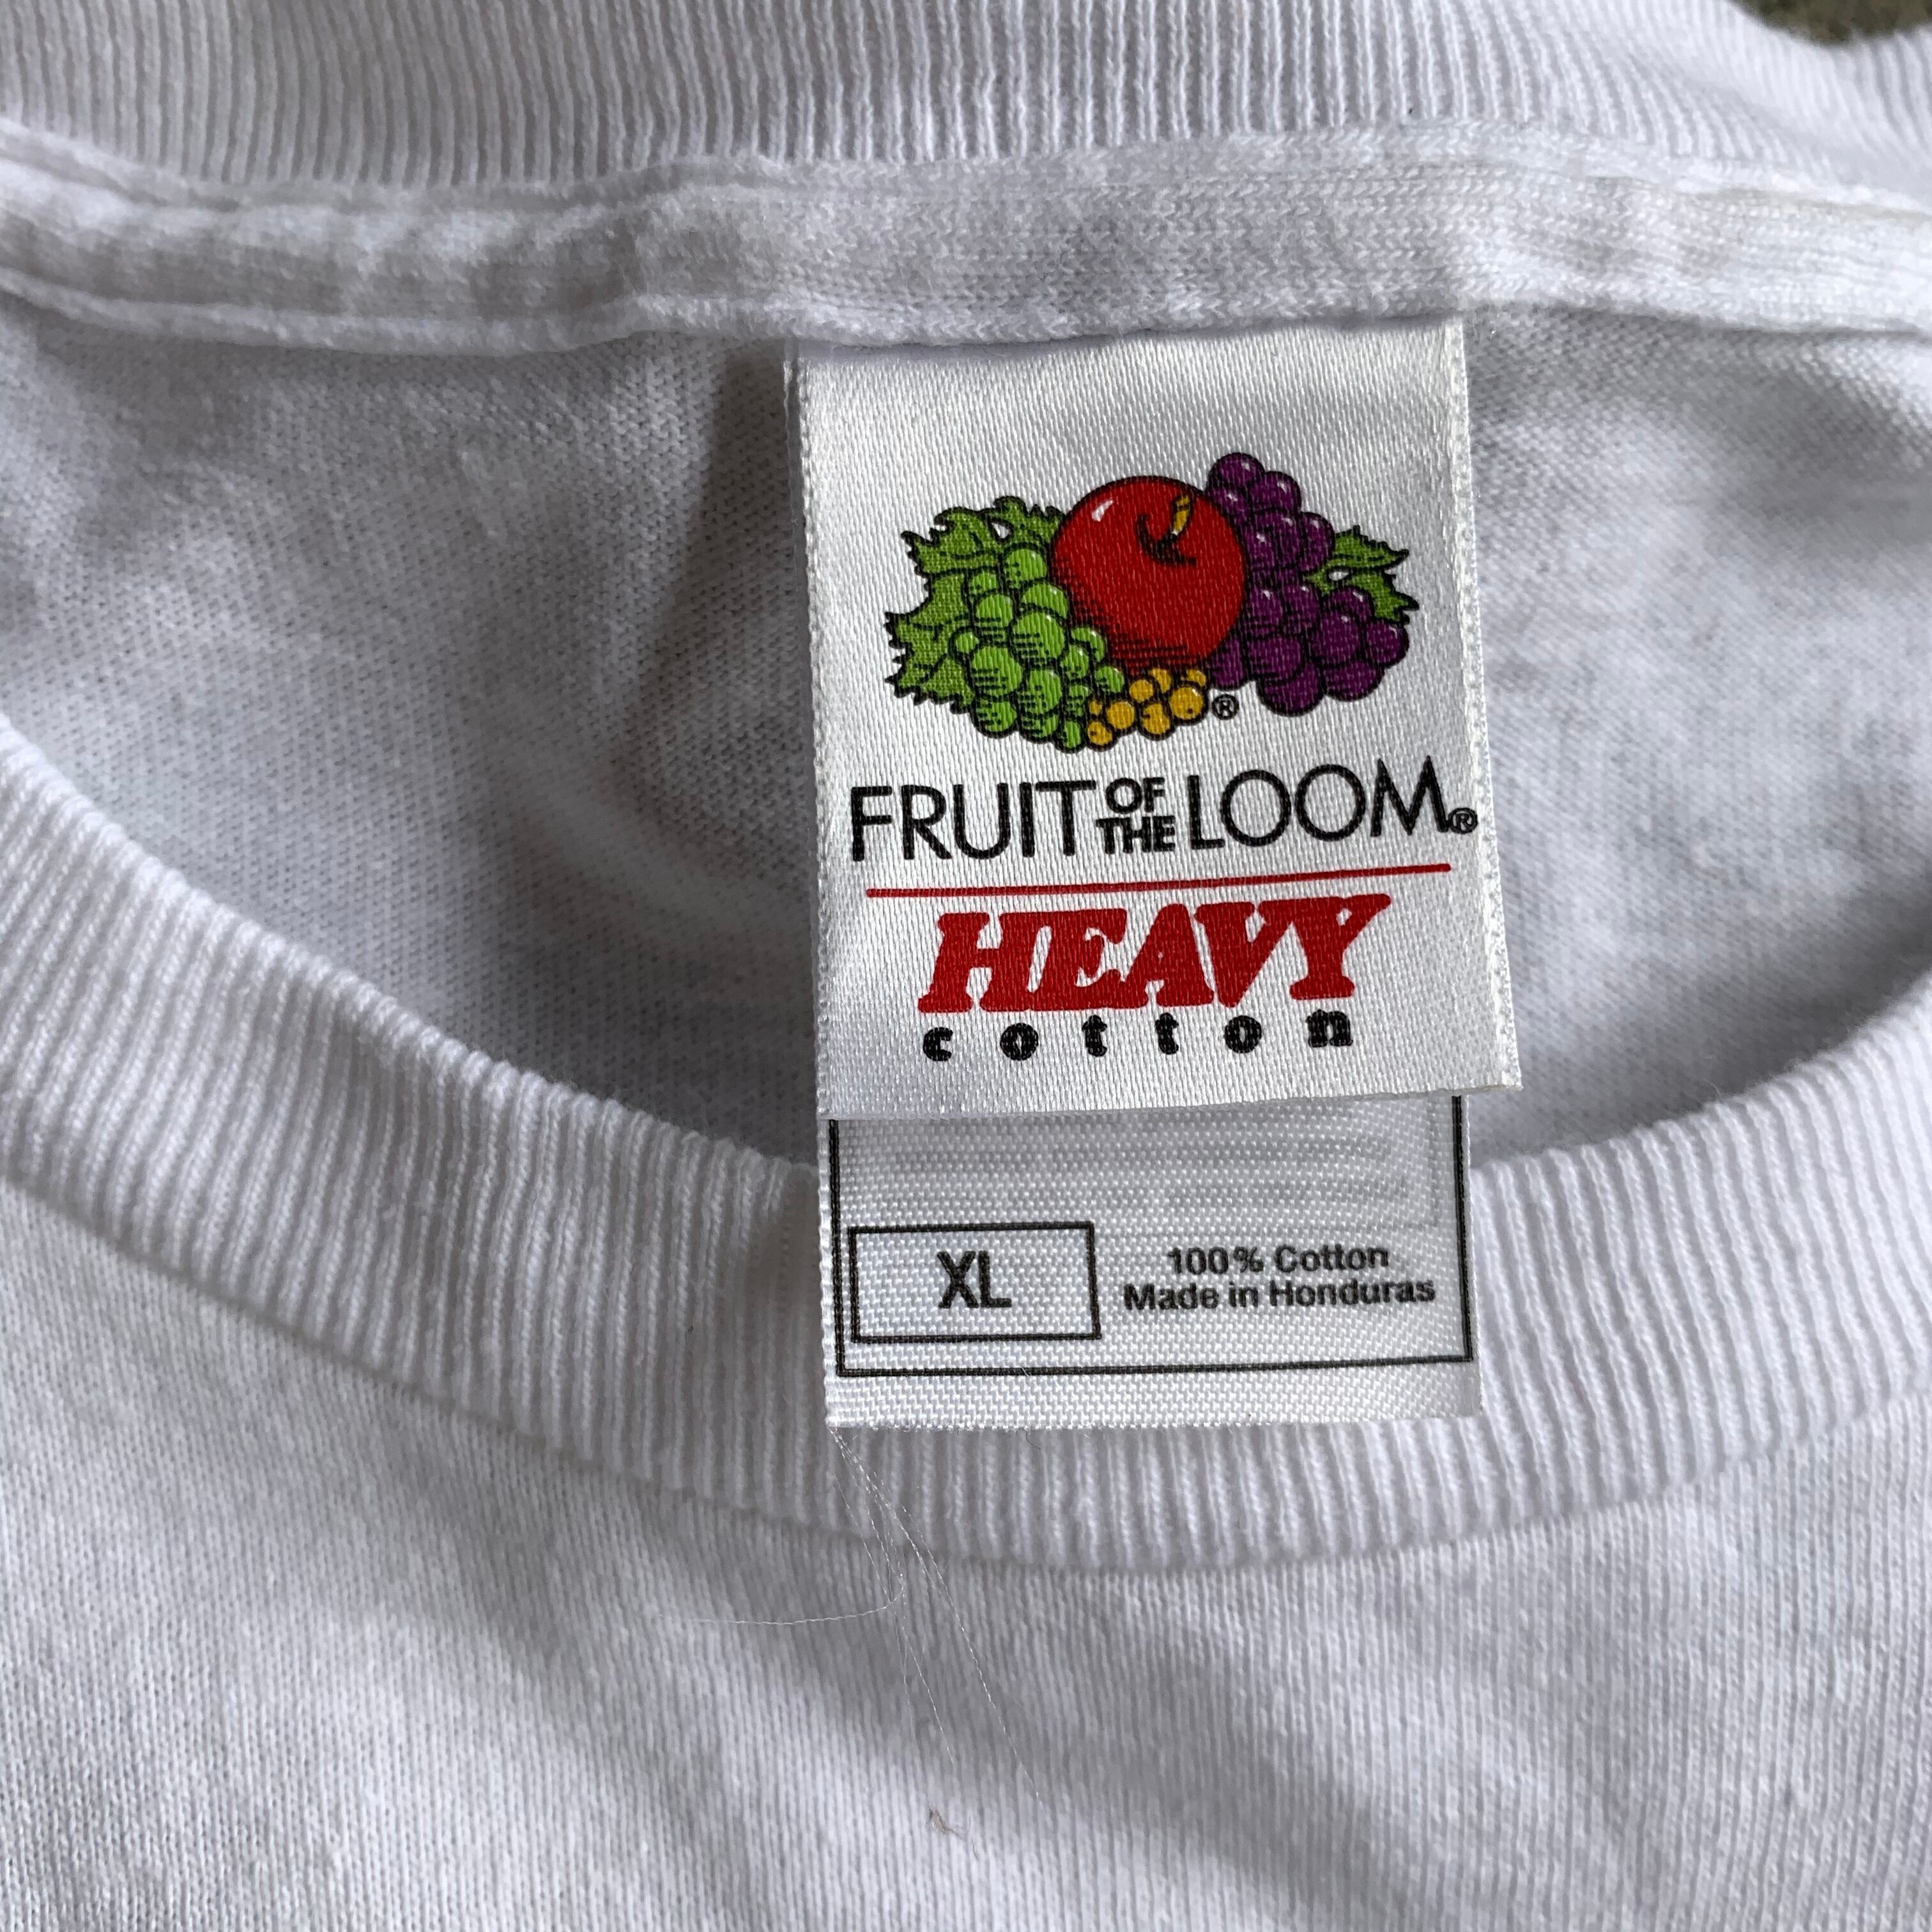 ®
FRUIT OF THE LOOM®
HEAVY
cotton
XL
100% Cotton
Made in Honduras